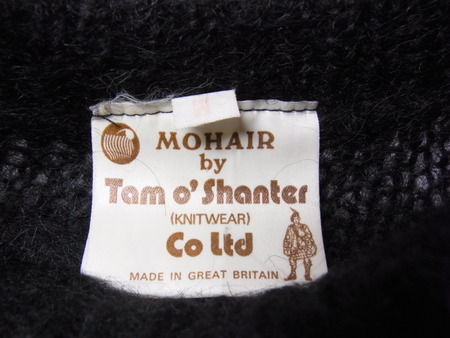 MOHAIR
by
Tam o'Shanter
(KNITWEAR)
Co Ltd
MADE IN GREAT BRITAIN